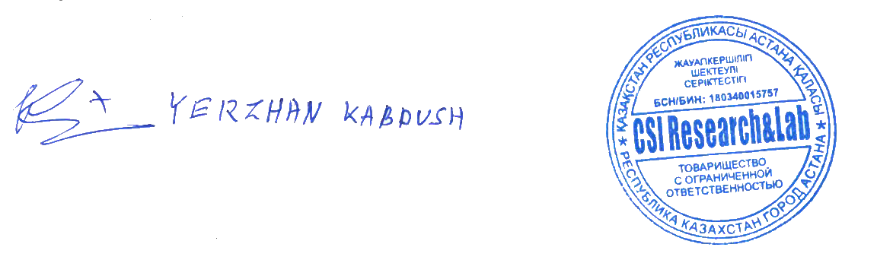 YERZHAN KABDUSH
ҚАЗАҚСТАН РЕСПУБЛИКАСЫ АСТАНА ҚАЛАСЫ
ЖАУАПКЕРШІЛІГІ
ШЕКТЕУЛІ
СЕРІКТЕСТІГІ
БСН/БИН: 180340015757
CSI Research&Lab
ТОВАРИЩЕСТВО
С ОГРАНИЧЕННОЙ
ОТВЕТСТВЕННОСТЬЮ
РЕСПУБЛИКА КАЗАХСТАН ГОРОД АСТАНА